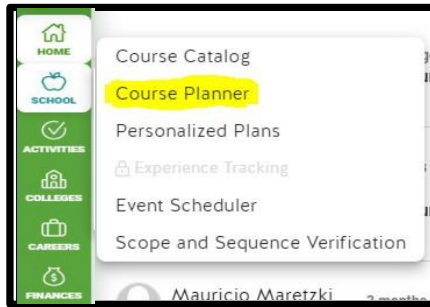 HOME
SCHOOL
ACTIVITIES
COLLEGES
CAREERS
FINANCES
Course Catalog
Course Planner
Personalized Plans
Experience Tracking
Event Scheduler
Scope and Sequence Verification
Mauricio Maretzki